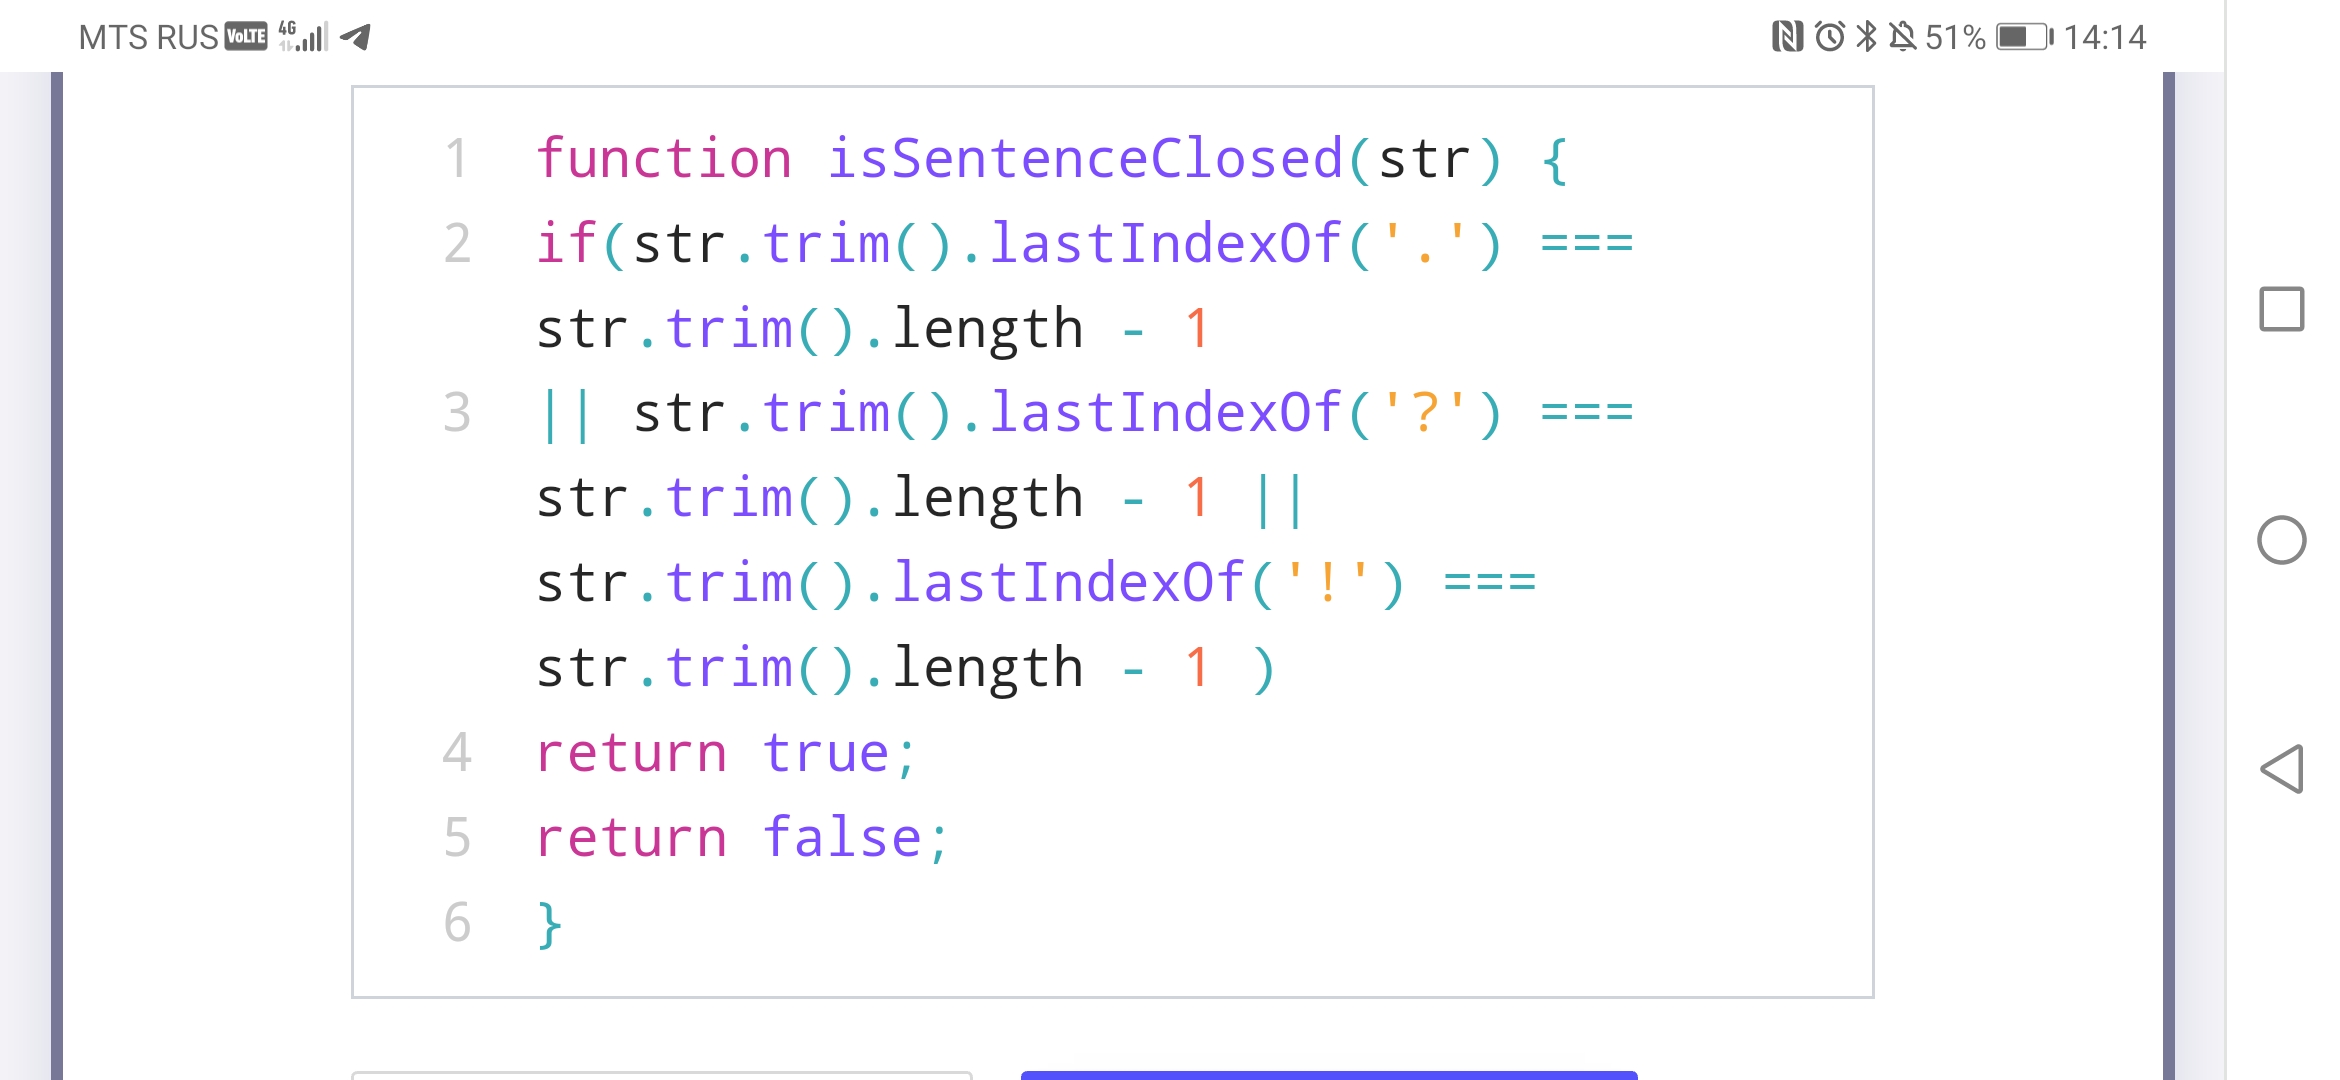 MTS RUS VoLTE 4G 51% 14:14
1 function isSentenceClosed(str) {
2 if(str.trim().lastIndexOf('.') ===
str.trim().length - 1
3 || str.trim().lastIndexOf('?') ===
str.trim().length - 1 ||
str.trim().lastIndexOf('!') ===
str.trim().length - 1 )
4 return true;
5 return false;
6 }